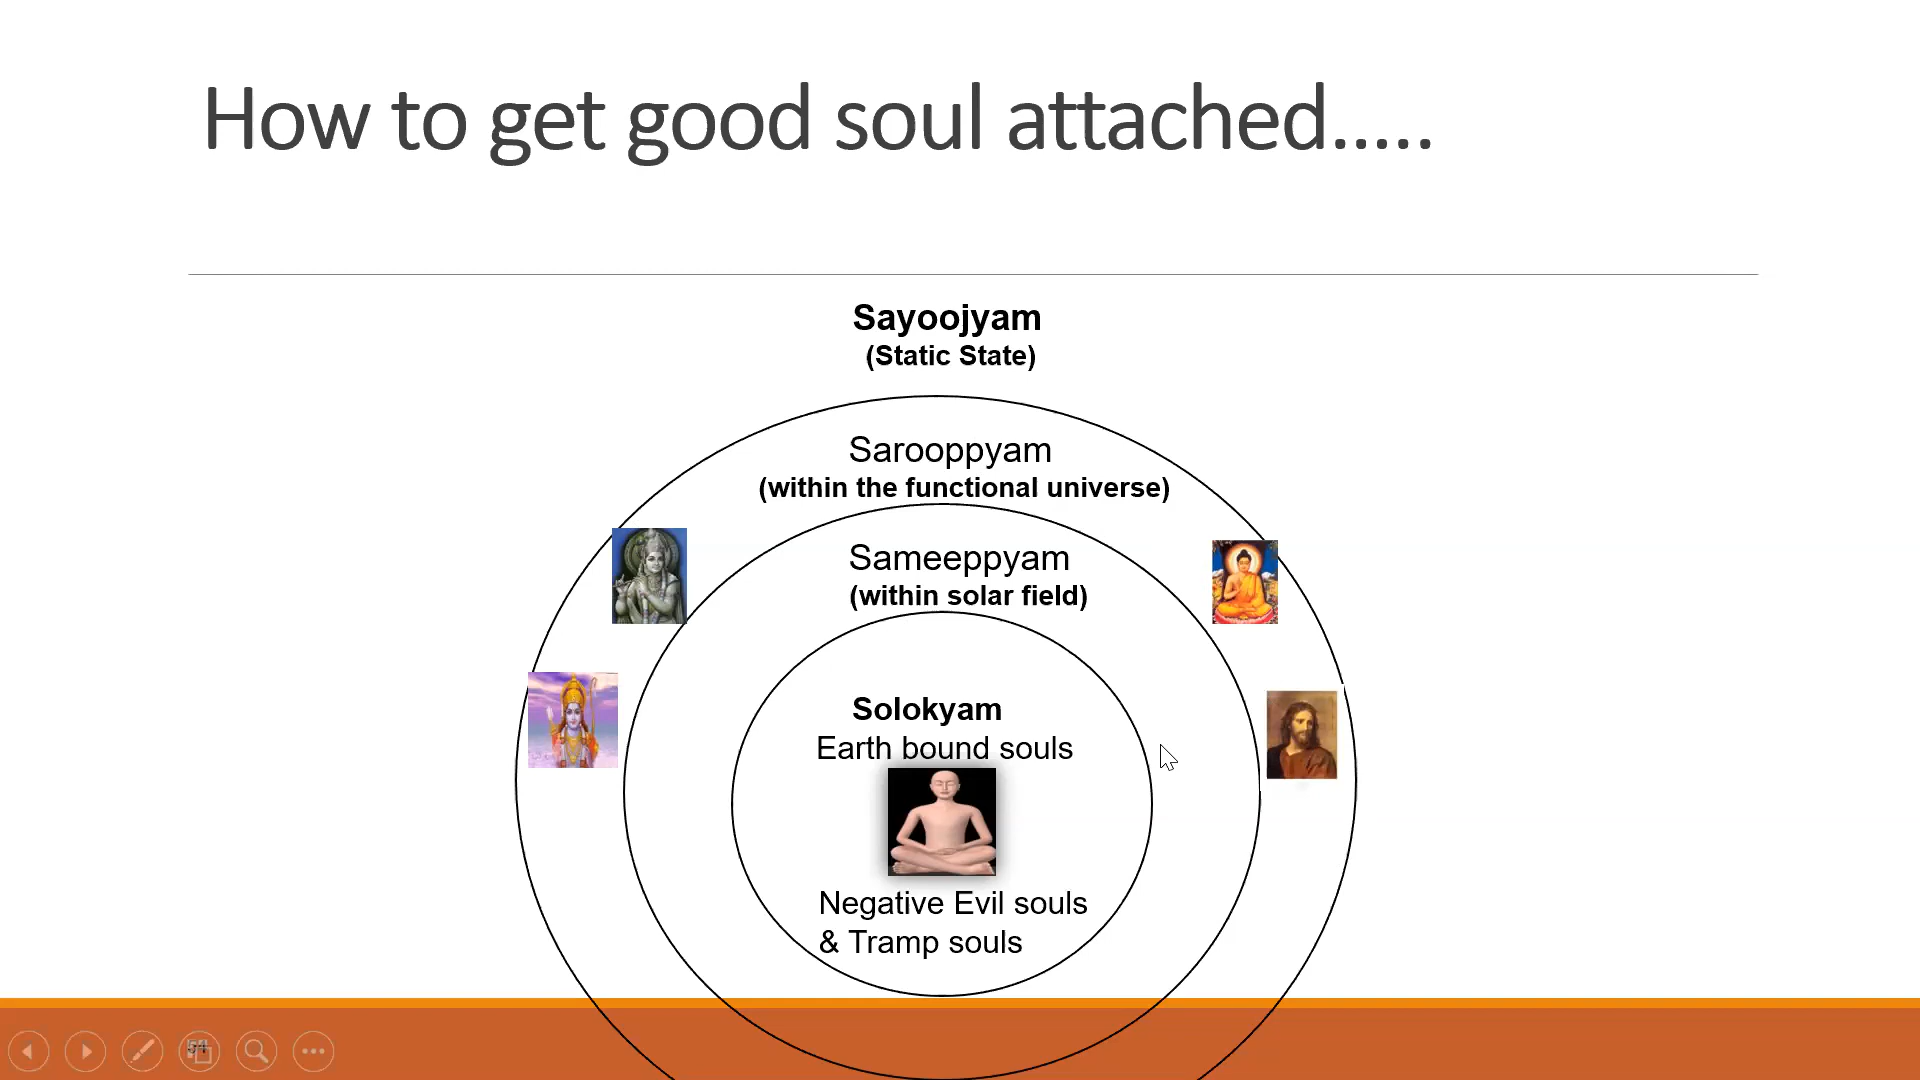 How to get good soul attached.....
Sayoojyam
(Static State)
Sarooppyam
(within the functional universe)
Sameeppyam
(within solar field)
Solokyam
Earth bound souls
Negative Evil souls
& Tramp souls